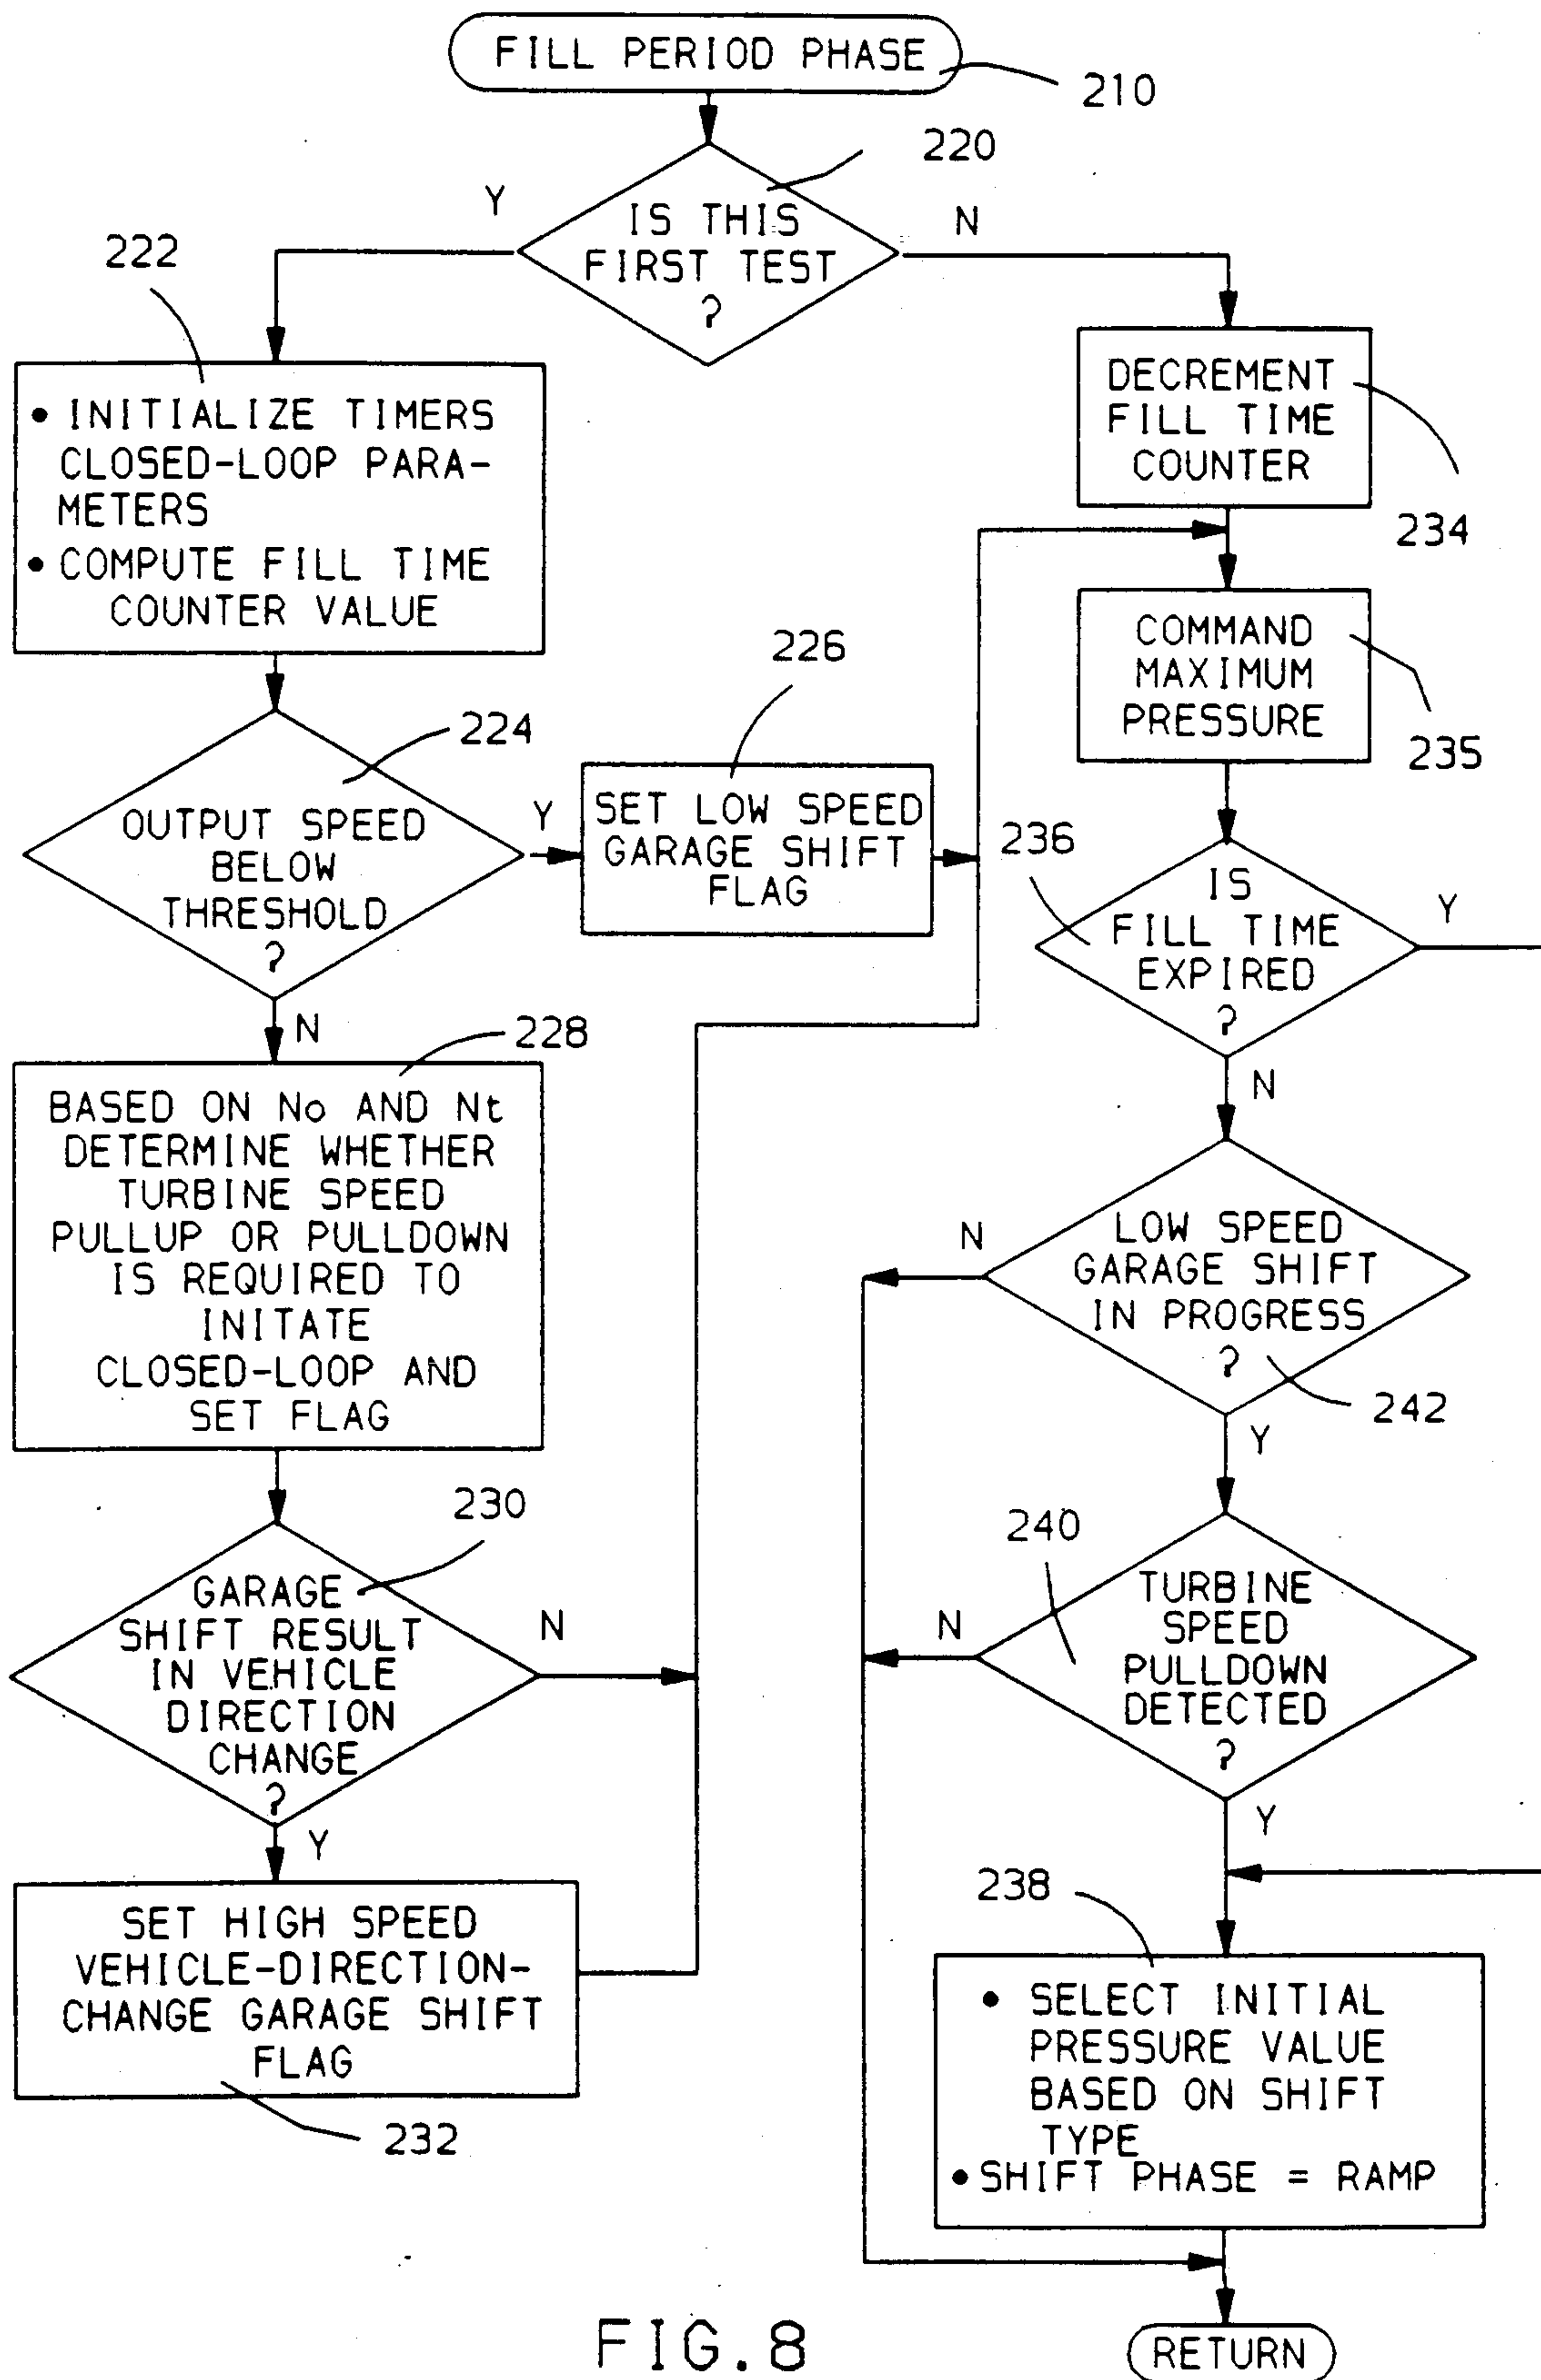 FILL PERIOD PHASE
210
220
IS THIS
FIRST TEST
?
Y
N
222
• INITIALIZE TIMERS
CLOSED-LOOP PARA-
METERS
• COMPUTE FILL TIME
COUNTER VALUE
224
OUTPUT SPEED
BELOW
THRESHOLD
?
Y
N
226
SET LOW SPEED
GARAGE SHIFT
FLAG
228
BASED ON No AND Nt
DETERMINE WHETHER
TURBINE SPEED
PULLUP OR PULLDOWN
IS REQUIRED TO
INITATE
CLOSED-LOOP AND
SET FLAG
230
GARAGE
SHIFT RESULT
IN VEHICLE
DIRECTION
CHANGE
?
N
Y
SET HIGH SPEED
VEHICLE-DIRECTION-
CHANGE GARAGE SHIFT
FLAG
232
DECREMENT
FILL TIME
COUNTER
234
COMMAND
MAXIMUM
PRESSURE
235
236
IS
FILL TIME
EXPIRED
?
Y
N
LOW SPEED
GARAGE SHIFT
IN PROGRESS
?
N
242
Y
240
TURBINE
SPEED
PULLDOWN
DETECTED
?
N
Y
238
• SELECT INITIAL
PRESSURE VALUE
BASED ON SHIFT
TYPE
• SHIFT PHASE = RAMP
RETURN
FIG. 8